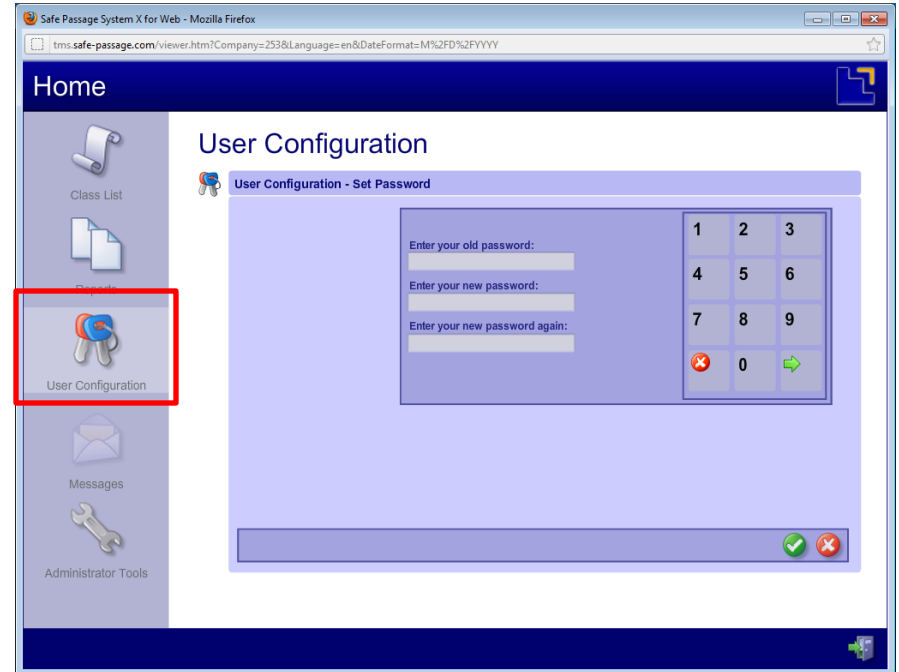 Safe Passage System X for Web - Mozilla Firefox
tms.safe-passage.com/viewer.htm?Company=253&Language=en&DateFormat=M%2FD%2FYYYY
Home
Class List
Reports
User Configuration
Messages
Administrator Tools
User Configuration
User Configuration - Set Password
Enter your old password:
Enter your new password:
Enter your new password again:
1 2 3
4 5 6
7 8 9
0